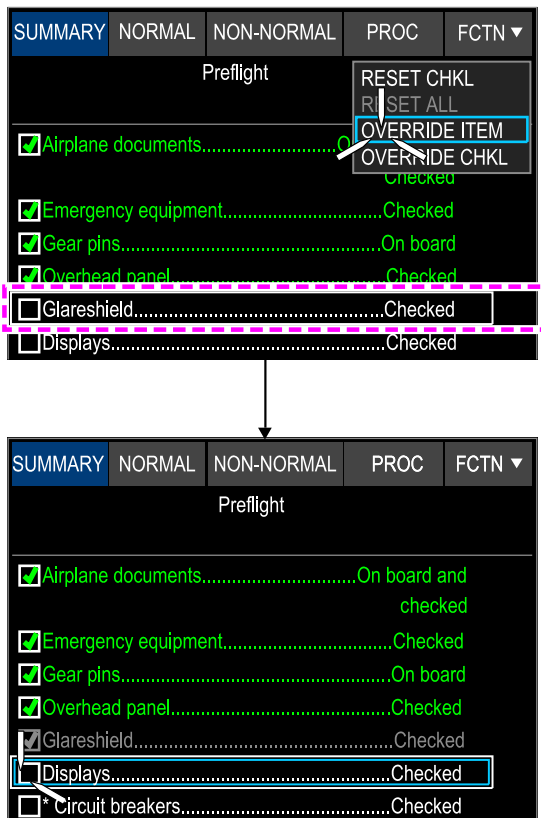 SUMMARY NORMAL NON-NORMAL PROC FCTN ▼
Preflight
RESET CHKL
RESET ALL
OVERRIDE ITEM
OVERRIDE CHKL
Airplane documents..........................O
Checked
Emergency equipment..............................Checked
Gear pins.................................................On board
Overhead panel........................................Checked
Glareshield...............................................Checked
Displays...................................................Checked
SUMMARY NORMAL NON-NORMAL PROC FCTN ▼
Preflight
Airplane documents.............................On board and
checked
Emergency equipment................................Checked
Gear pins...................................................On board
Overhead panel..........................................Checked
Glareshield.................................................Checked
Displays.....................................................Checked
* Circuit breakers........................................Checked